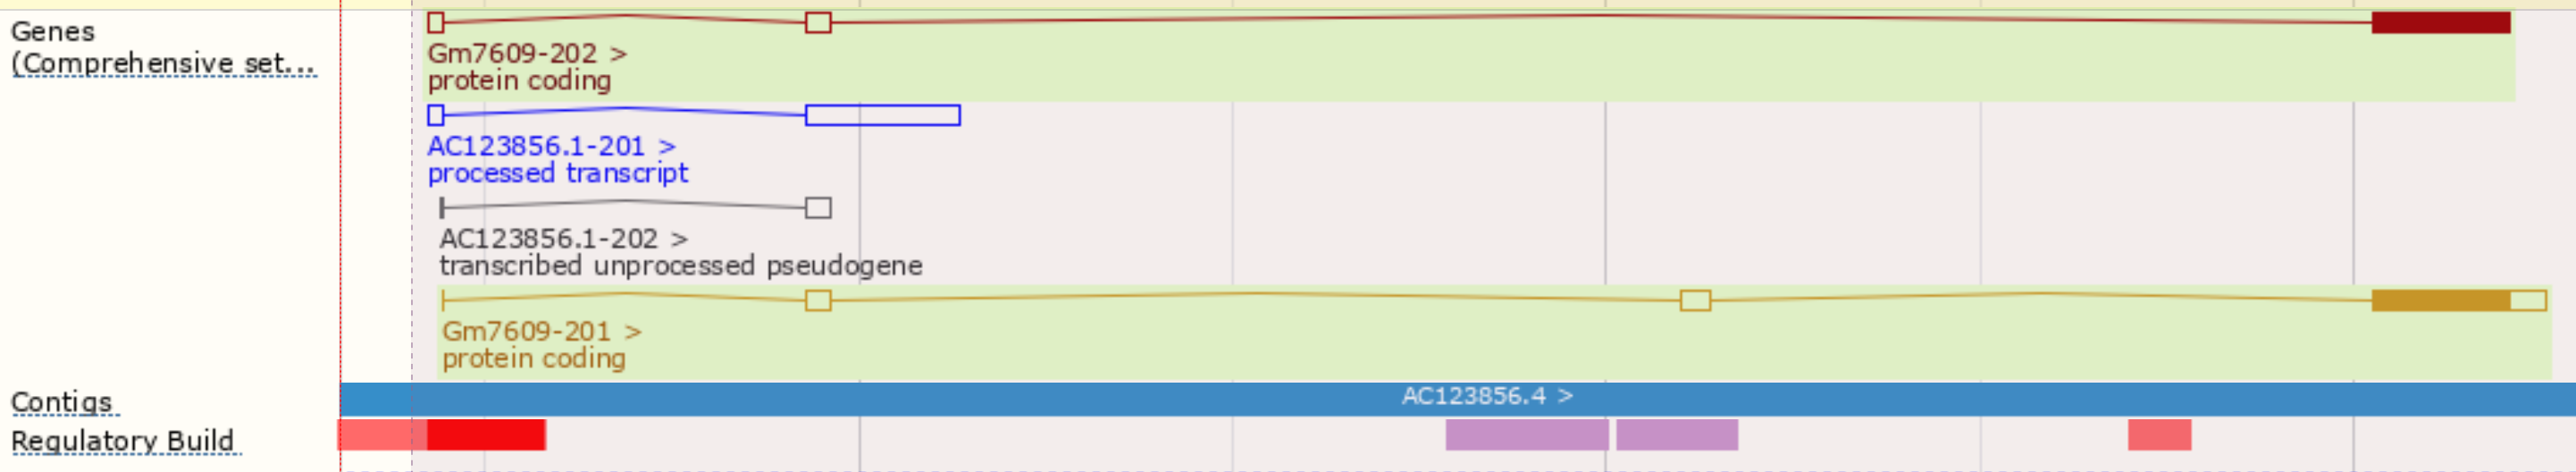 Genes
(Comprehensive set...
Gm7609-202 >
protein coding
AC123856.1-201 >
processed transcript
AC123856.1-202 >
transcribed unprocessed pseudogene
Gm7609-201 >
protein coding
Contigs
AC123856.4 >
Regulatory Build